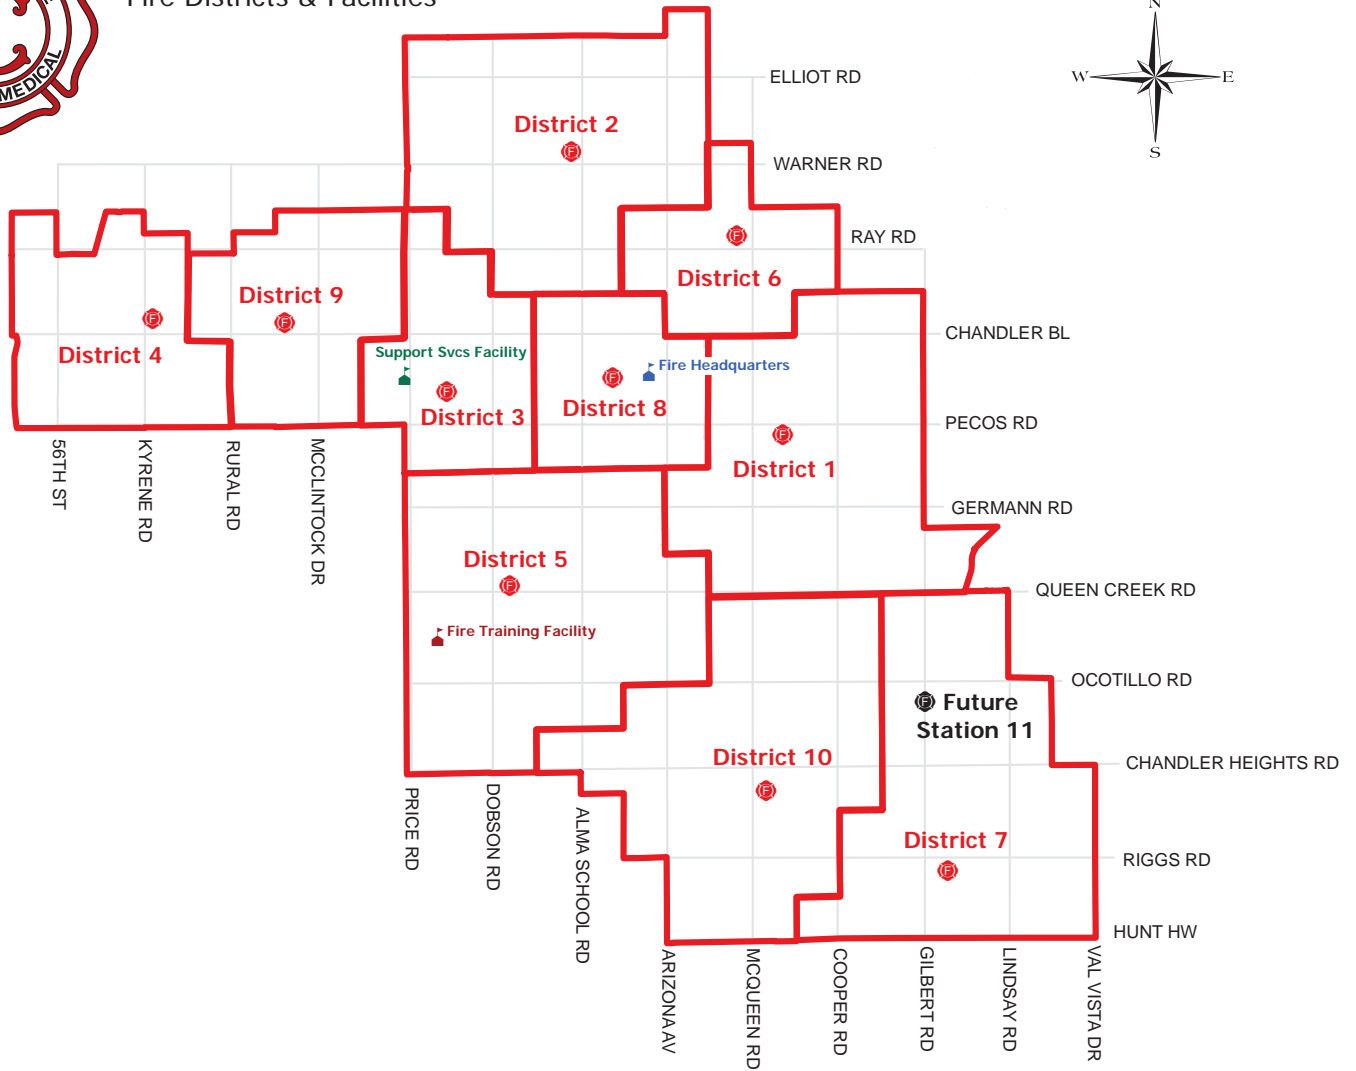 Fire Districts & Facilities
MEDICAL
N
W
E
S
ELLIOT RD
District 2
WARNER RD
RAY RD
District 6
District 9
CHANDLER BL
District 4
Support Svcs Facility
Fire Headquarters
District 3
District 8
PECOS RD
District 1
56TH ST
KYRENE RD
RURAL RD
MCCLINTOCK DR
GERMANN RD
District 5
QUEEN CREEK RD
Fire Training Facility
OCOTILLO RD
Future
Station 11
District 10
CHANDLER HEIGHTS RD
PRICE RD
DOBSON RD
ALMA SCHOOL RD
District 7
RIGGS RD
HUNT HW
ARIZONA AV
MCQUEEN RD
COOPER RD
GILBERT RD
LINDSAY RD
VAL VISTA DR